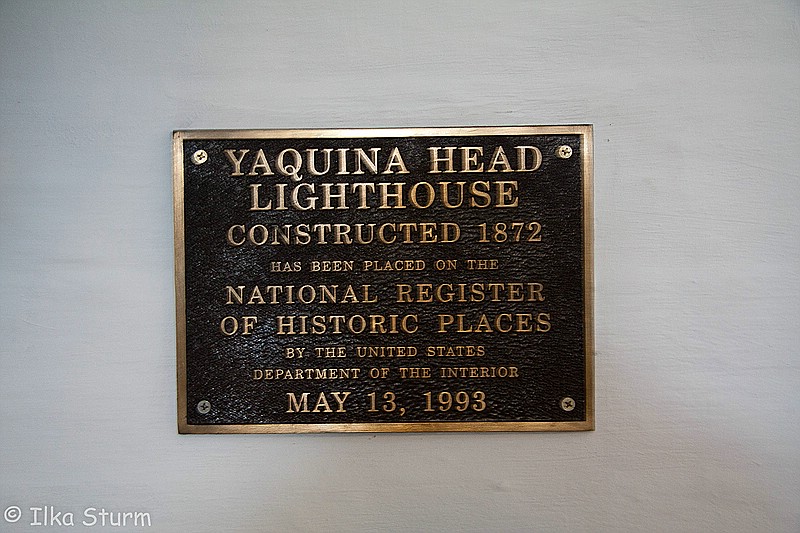 YAQUINA HEAD
LIGHTHOUSE
CONSTRUCTED 1872
HAS BEEN PLACED ON THE
NATIONAL REGISTER
OF HISTORIC PLACES
BY THE UNITED STATES
DEPARTMENT OF THE INTERIOR
MAY 13, 1993
© Ilka Sturm